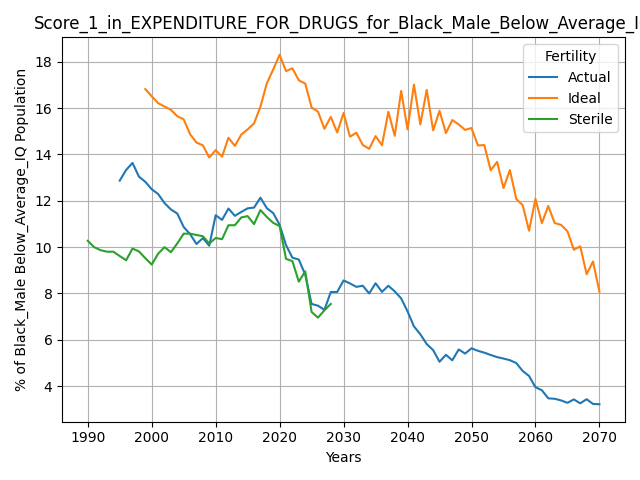 Score_1_in_EXPENDITURE_FOR_DRUGS_for_Black_Male_Below_Average_I
% of Black_Male Below_Average_IQ Population
18
16
14
12
10
8
6
4
Fertility
Actual
Ideal
Sterile
1990 2000 2010 2020 2030 2040 2050 2060 2070
Years